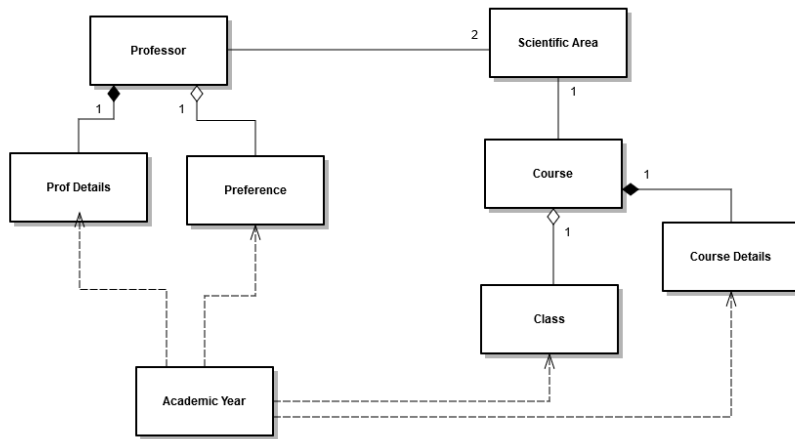 Professor
2
Scientific Area
1
1
1
Prof Details
Preference
Course
1
1
Course Details
Class
Academic Year